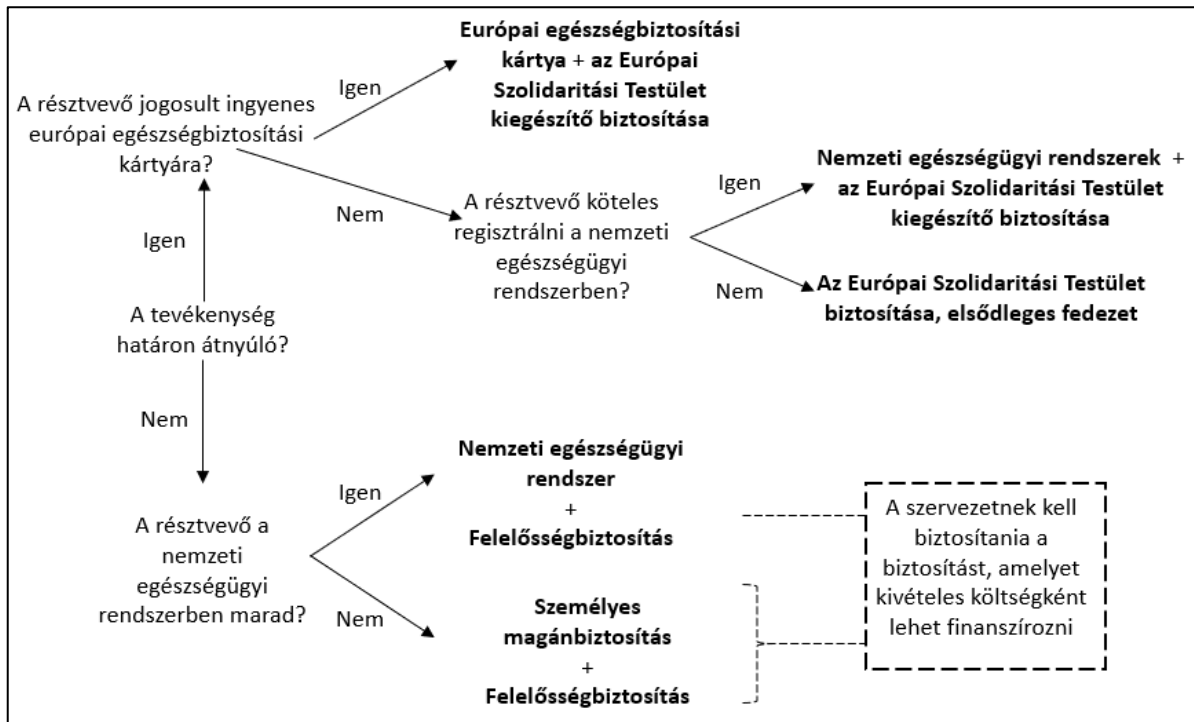 Európai egészségbiztosítási
kártya + az Európai
Szolidaritási Testület
kiegészítő biztosítása
Igen
A résztvevő jogosult ingyenes
európai egészségbiztosítási
kártyára?
Nem
A résztvevő köteles
regisztrálni a nemzeti
egészségügyi
rendszerben?
Igen
Nemzeti egészségügyi rendszerek +
az Európai Szolidaritási Testület
kiegészítő biztosítása
Nem
Az Európai Szolidaritási Testület
biztosítása, elsődleges fedezet
Igen
A tevékenység
határon átnyúló?
Nem
A résztvevő a
nemzeti
egészségügyi
rendszerben marad?
Igen
Nemzeti egészségügyi
rendszer
+
Felelősségbiztosítás
Nem
Személyes
magánbiztosítás
+
Felelősségbiztosítás
A szervezetnek kell
biztosítania a
biztosítást, amelyet
kivételes költségként
lehet finanszírozni